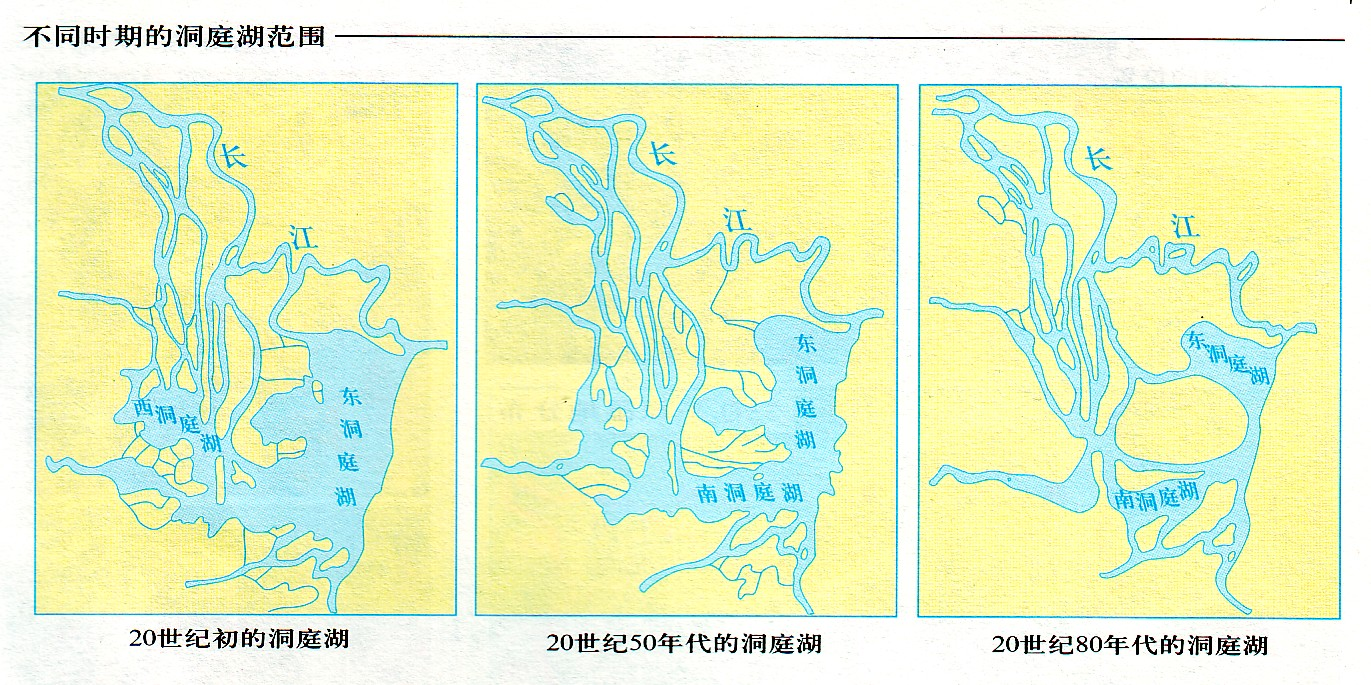 不同时期的洞庭湖范围
长
江
西洞庭湖
东洞庭湖
20世纪初的洞庭湖
长
江
东洞庭湖
南洞庭湖
20世纪50年代的洞庭湖
长
江
东洞庭湖
南洞庭湖
20世纪80年代的洞庭湖